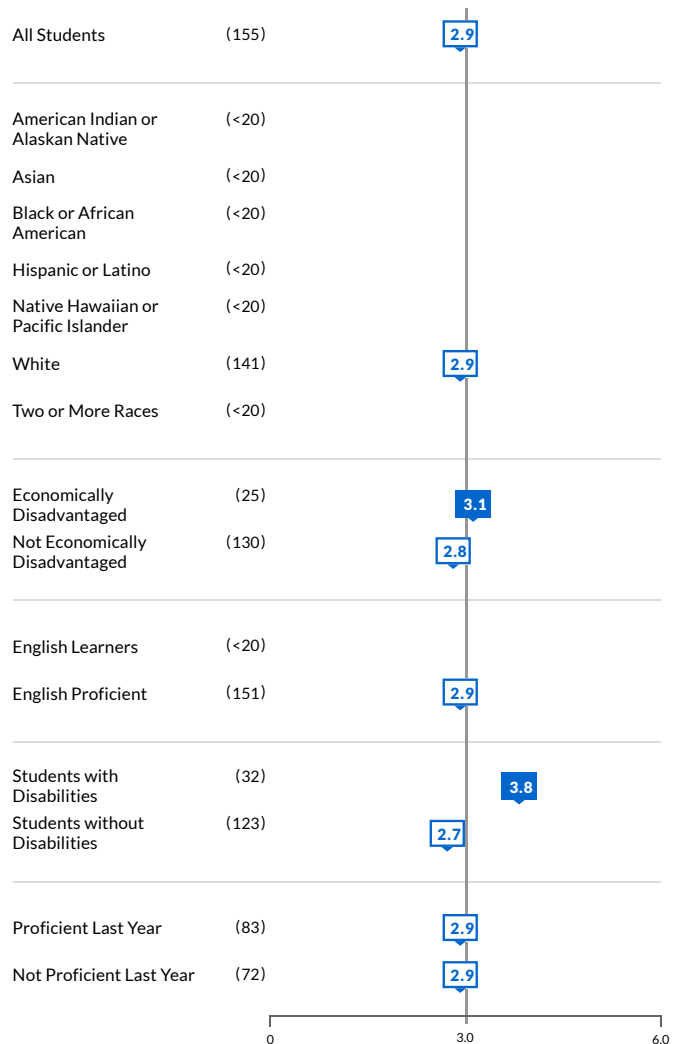 All Students (155) 2.9
American Indian or (<20)
Alaskan Native
Asian (<20)
Black or African (<20)
American
Hispanic or Latino (<20)
Native Hawaiian or (<20)
Pacific Islander
White (141) 2.9
Two or More Races (<20)
Economically (25) 3.1
Disadvantaged
Not Economically (130) 2.8
Disadvantaged
English Learners (<20)
English Proficient (151) 2.9
Students with (32) 3.8
Disabilities
Students without (123) 2.7
Disabilities
Proficient Last Year (83) 2.9
Not Proficient Last Year (72) 2.9
0 3.0 6.0